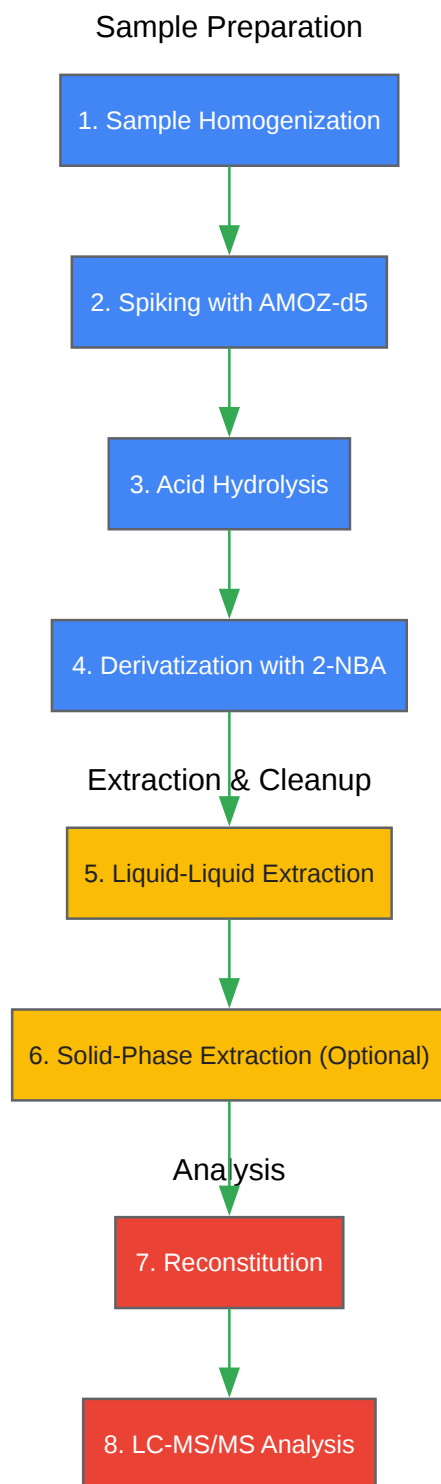 Sample Preparation
1. Sample Homogenization
2. Spiking with AMOZ-d5
3. Acid Hydrolysis
4. Derivatization with 2-NBA
Extraction & Cleanup
5. Liquid-Liquid Extraction
6. Solid-Phase Extraction (Optional)
Analysis
7. Reconstitution
8. LC-MS/MS Analysis